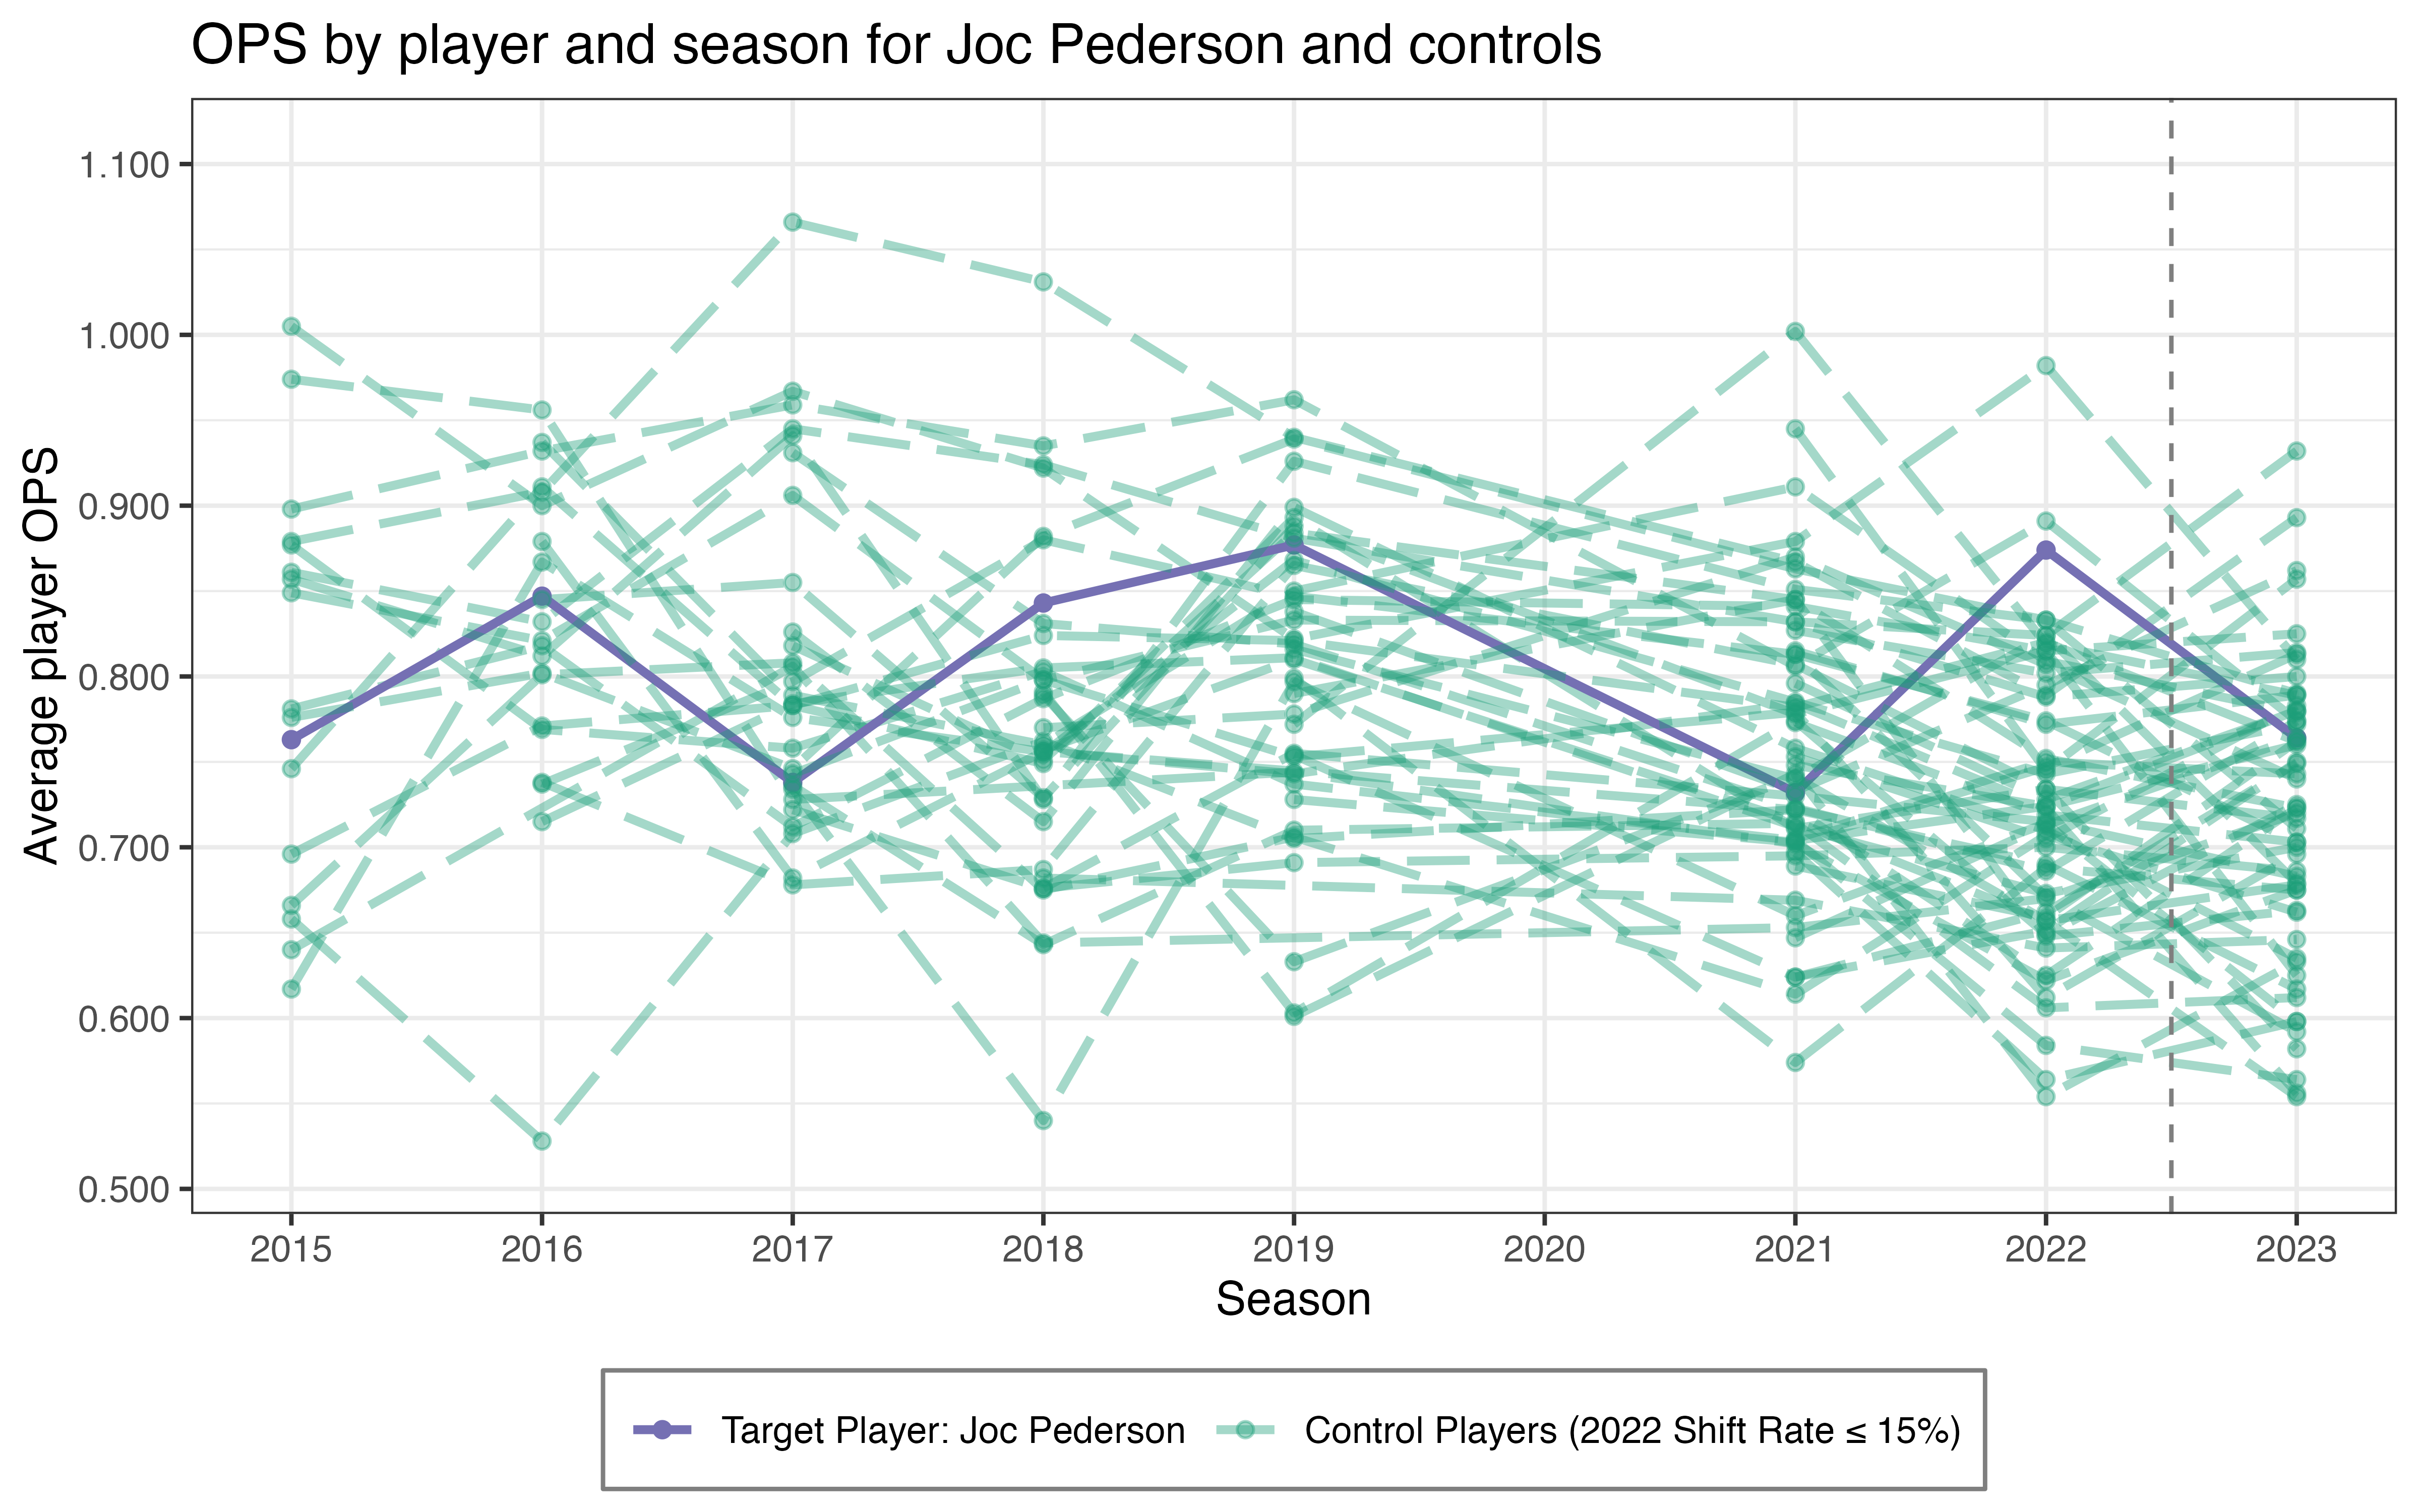 OPS by player and season for Joc Pederson and controls
Average player OPS
1.100
1.000
0.900
0.800
0.700
0.600
0.500
2015 2016 2017 2018 2019 2020 2021 2022 2023
Season
Target Player: Joc Pederson Control Players (2022 Shift Rate ≤ 15%)